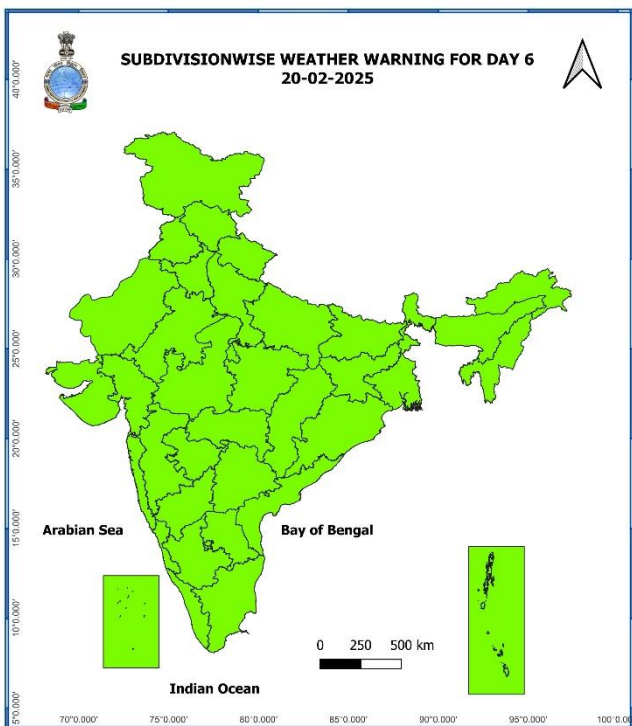 SUBDIVISIONWISE WEATHER WARNING FOR DAY 6
20-02-2025
40°0.000'
35°0.000'
30°0.000'
25°0.000'
20°0.000'
15°0.000'
10°0.000'
5°0.000'
Arabian Sea
Bay of Bengal
0 250 500 km
Indian Ocean
70°0.000' 75°0.000' 80°0.000' 85°0.000' 90°0.000' 95°0.000' 100°0.0